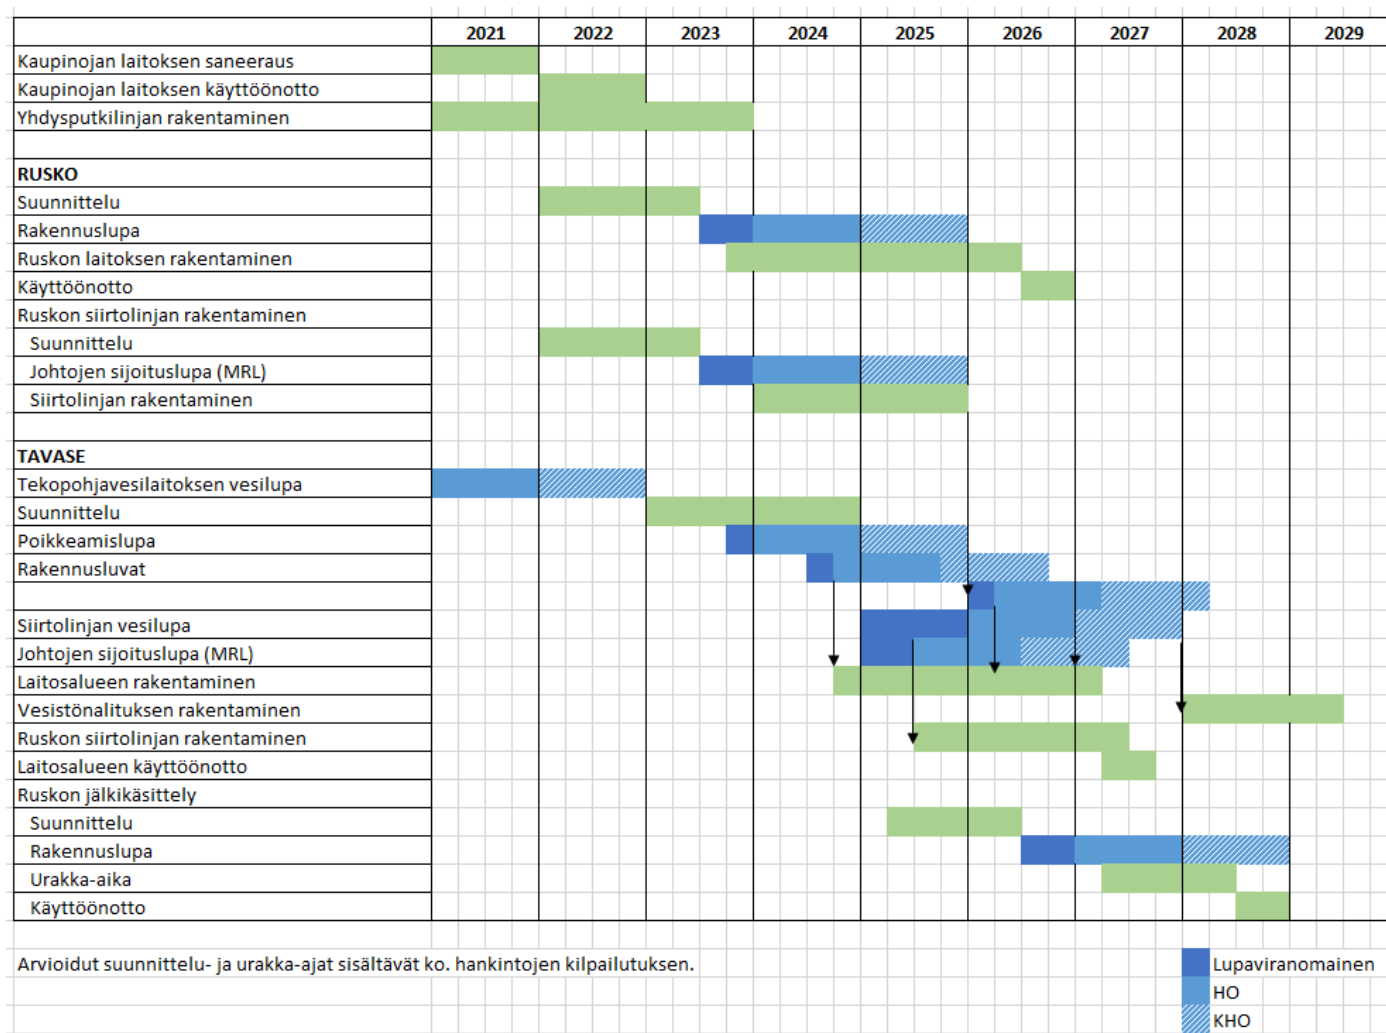 2021 2022 2023 2024 2025 2026 2027 2028 2029
Kaupinojan laitoksen saneeraus
Kaupinojan laitoksen käyttöönotto
Yhdysputkilinjan rakentaminen
RUSKO
Suunnittelu
Rakennuslupa
Ruskon laitoksen rakentaminen
Käyttöönotto
Ruskon siirtolinjan rakentaminen
Suunnittelu
Johtojen sijoituslupa (MRL)
Siirtolinjan rakentaminen
TAVASE
Tekopohjavesilaitoksen vesilupa
Suunnittelu
Poikkeamislupa
Rakennusluvat
Siirtolinjan vesilupa
Johtojen sijoituslupa (MRL)
Laitosalueen rakentaminen
Vesistönalituksen rakentaminen
Ruskon siirtolinjan rakentaminen
Laitosalueen käyttöönotto
Ruskon jälkikäsittely
Suunnittelu
Rakennuslupa
Urakka-aika
Käyttöönotto
Arvioidut suunnittelu- ja urakka-ajat sisältävät ko. hankintojen kilpailutuksen.
Lupaviranomainen
HO
KHO